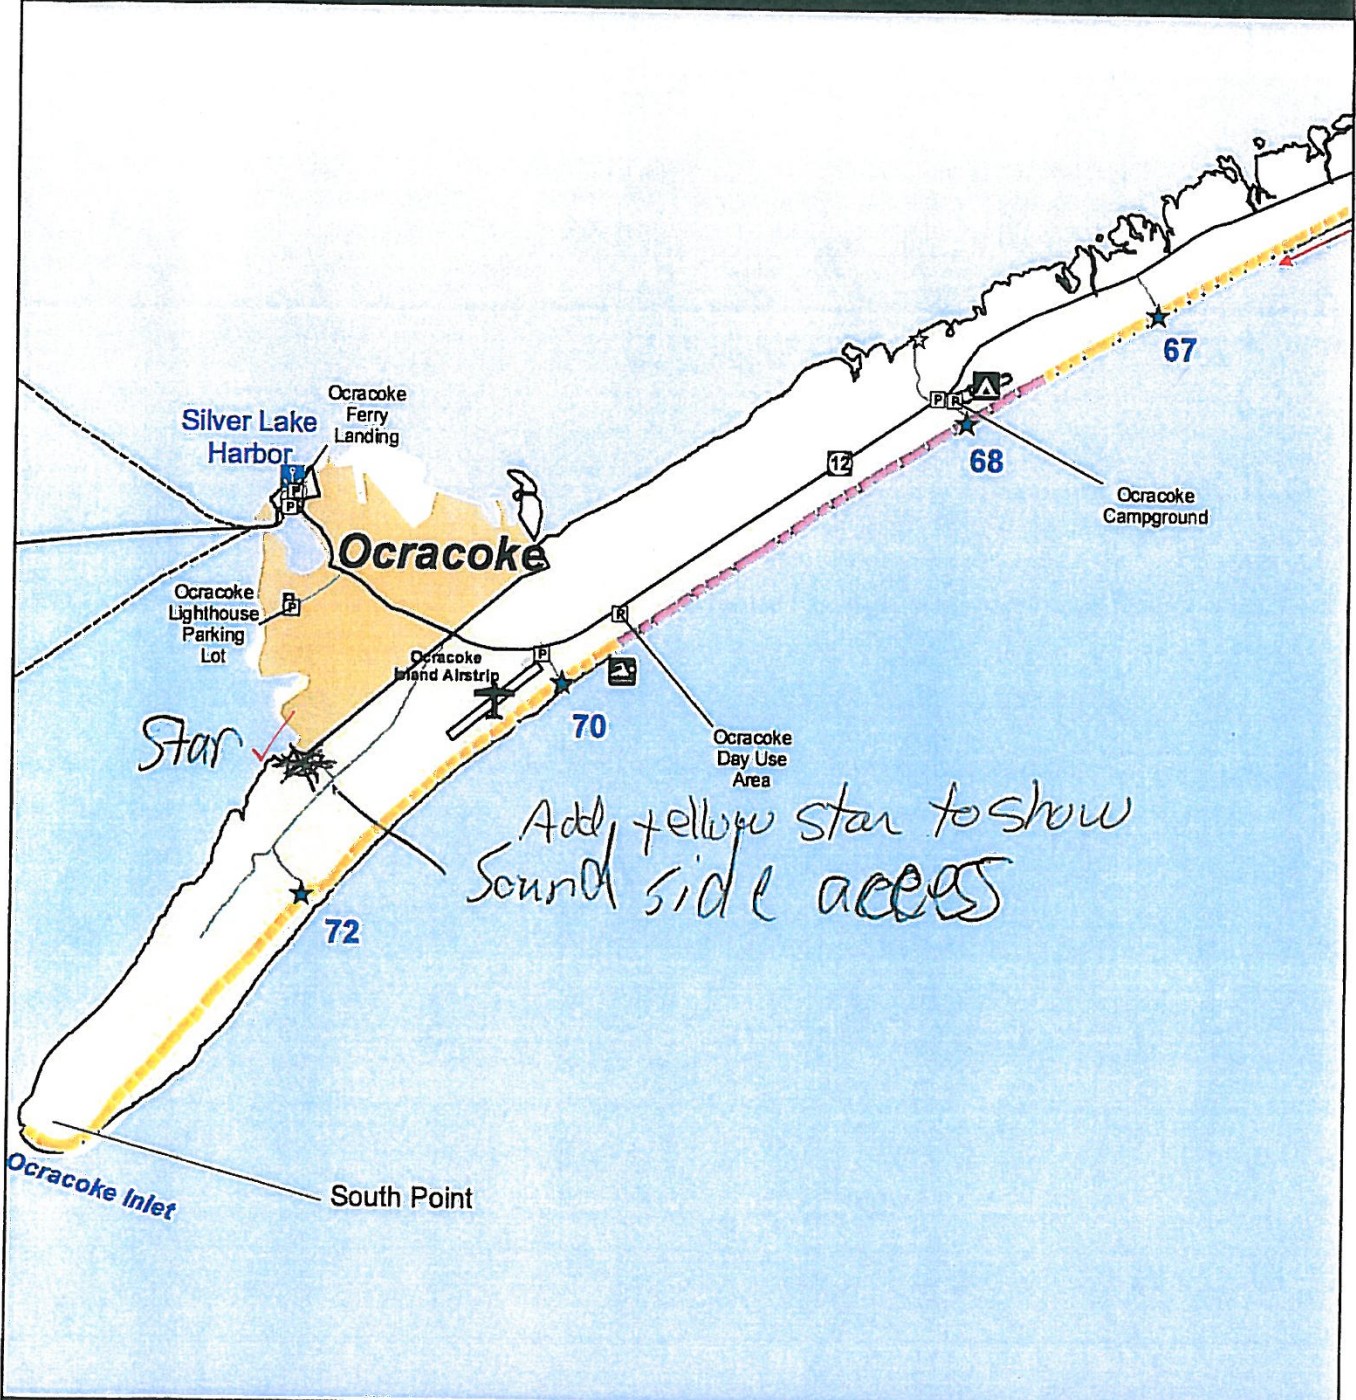 67
Ocracoke
Ferry
Landing
Silver Lake
Harbor
P
R
12
68
Ocracoke
Campground
P
P
Ocracoke
Ocracoke
Lighthouse
Parking
Lot
P
R
P
Ocracoke
Island Airstrip
70
Ocracoke
Day Use
Area
Star
Add yellow star to show
Sound side access
72
Ocracoke Inlet
South Point